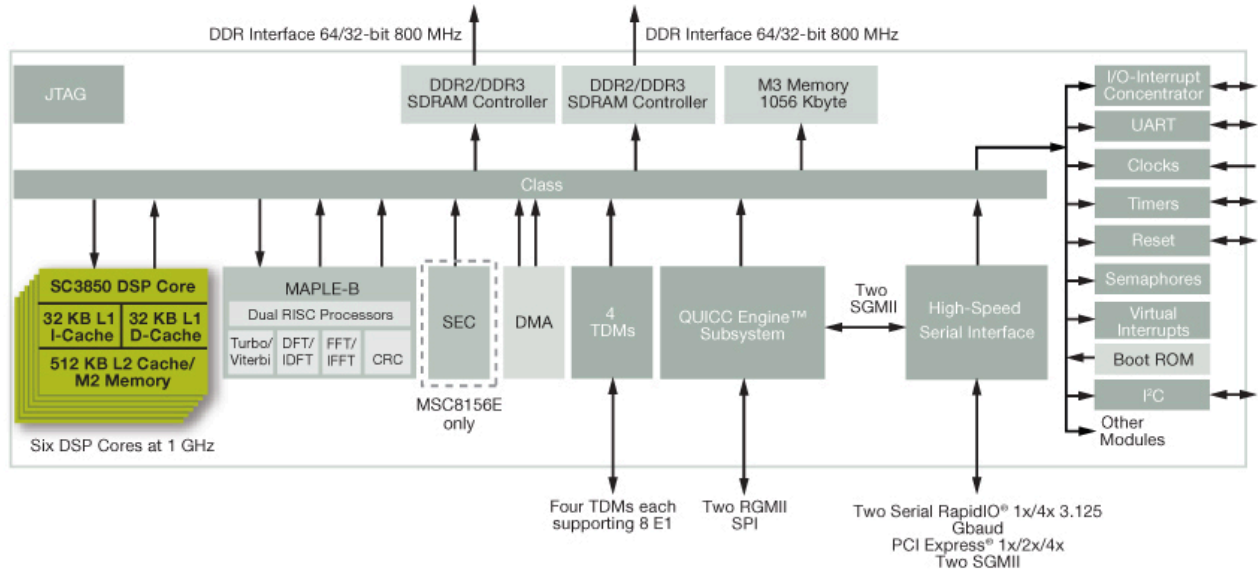 DDR Interface 64/32-bit 800 MHz
DDR Interface 64/32-bit 800 MHz
JTAG
DDR2/DDR3
SDRAM Controller
DDR2/DDR3
SDRAM Controller
M3 Memory
1056 Kbyte
I/O-Interrupt
Concentrator
UART
Clocks
Timers
Reset
Semaphores
Virtual
Interrupts
Boot ROM
I²C
Other
Modules
Class
SC3850 DSP Core
32 KB L1
I-Cache
32 KB L1
D-Cache
512 KB L2 Cache/
M2 Memory
Six DSP Cores at 1 GHz
MAPLE-B
Dual RISC Processors
Turbo/
Viterbi
DFT/
IDFT
FFT/
IFFT
CRC
SEC
MSC8156E
only
DMA
4
TDMs
QUICC Engine™
Subsystem
Two
SGMII
High-Speed
Serial Interface
Four TDMs each
supporting 8 E1
Two RGMII
SPI
Two Serial RapidIO® 1x/4x 3.125
Gbaud
PCI Express® 1x/2x/4x
Two SGMII